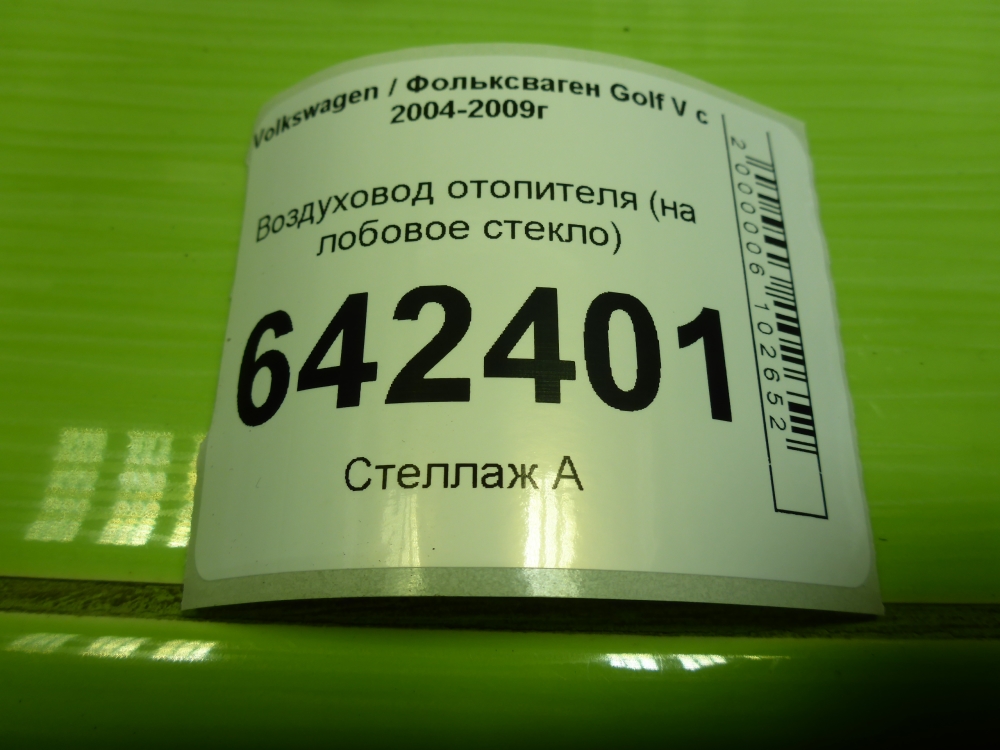 Volkswagen / Фольксваген Golf V с
2004-2009г
Воздуховод отопителя (на
лобовое стекло)
642401
Стеллаж А
2000006102652